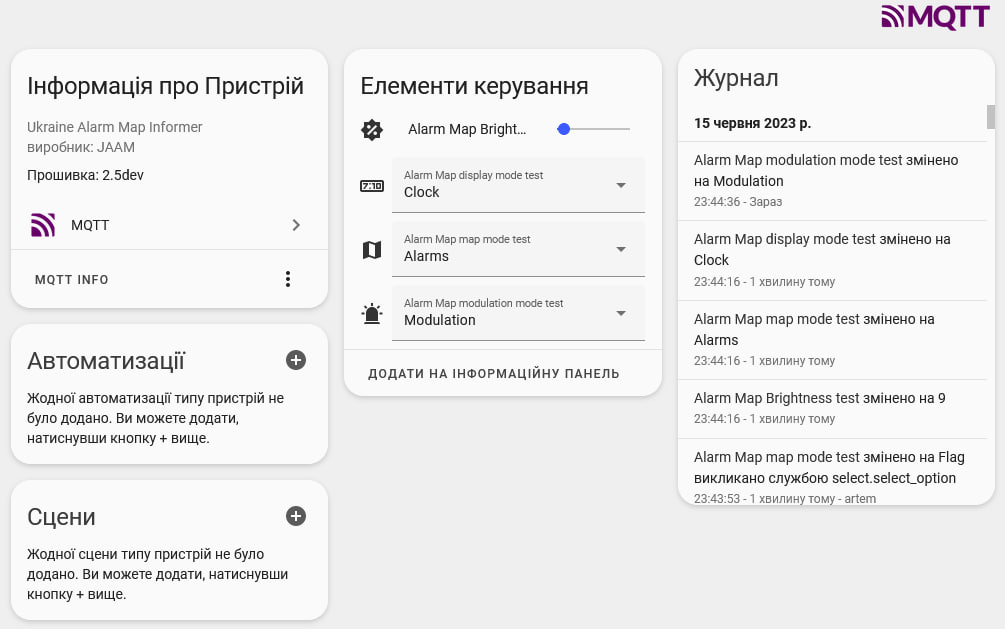 MQTT
Інформація про Пристрій
Ukraine Alarm Map Informer
виробник: JAAM
Прошивка: 2.5dev
MQTT
MQTT INFO
Автоматизації
Жодної автоматизації типу пристрій не
було додано. Ви можете додати,
натиснувши кнопку + вище.
Сцени
Жодної сцени типу пристрій не було
додано. Ви можете додати, натиснувши
кнопку + вище.
Елементи керування
Alarm Map Bright...
7:10
Alarm Map display mode test
Clock
Alarm Map map mode test
Alarms
Alarm Map modulation mode test
Modulation
ДОДАТИ НА ІНФОРМАЦІЙНУ ПАНЕЛЬ
Журнал
15 червня 2023 р.
Alarm Map modulation mode test змінено
на Modulation
23:44:36 - Зараз
Alarm Map display mode test змінено на
Clock
23:44:16 - 1 хвилину тому
Alarm Map map mode test змінено на
Alarms
23:44:16 - 1 хвилину тому
Alarm Map Brightness test змінено на 9
23:44:16 - 1 хвилину тому
Alarm Map map mode test змінено на Flag
викликано службою select.select_option
23:43:53 - 1 хвилину тому - artem